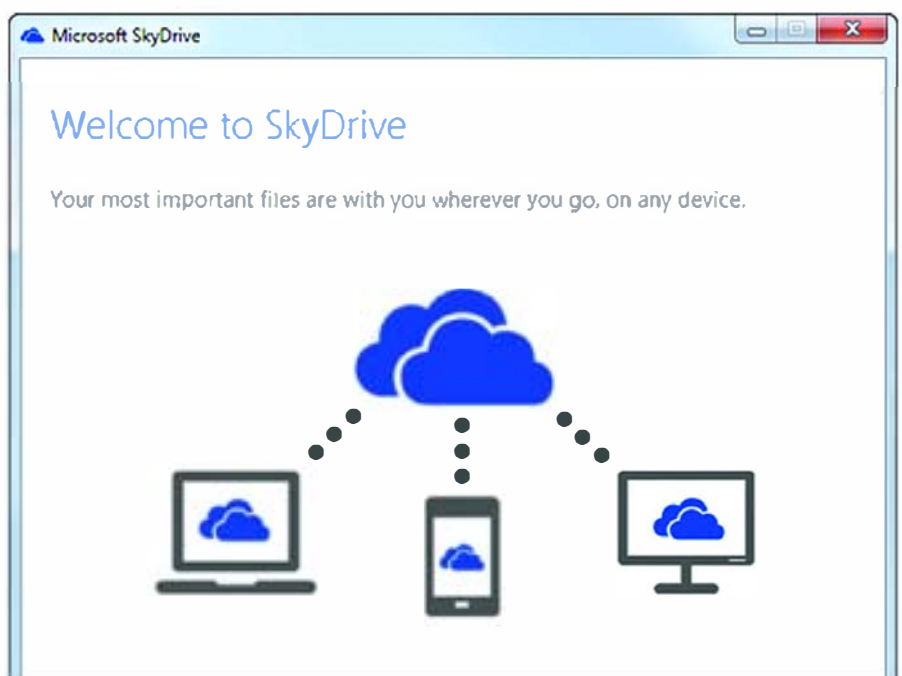 Microsoft SkyDrive
Welcome to SkyDrive
Your most important files are with you wherever you go, on any device.